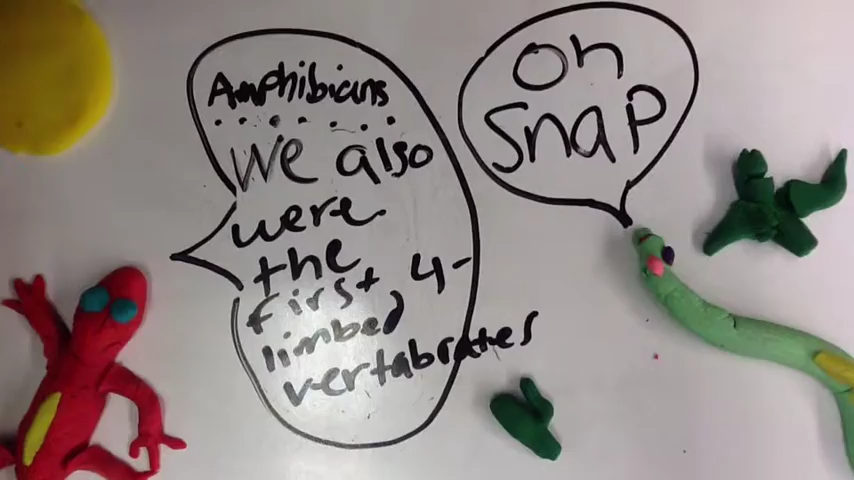 Amphibians
We also
were
the
first 4-
limbed
vertabrates
Oh
Snap